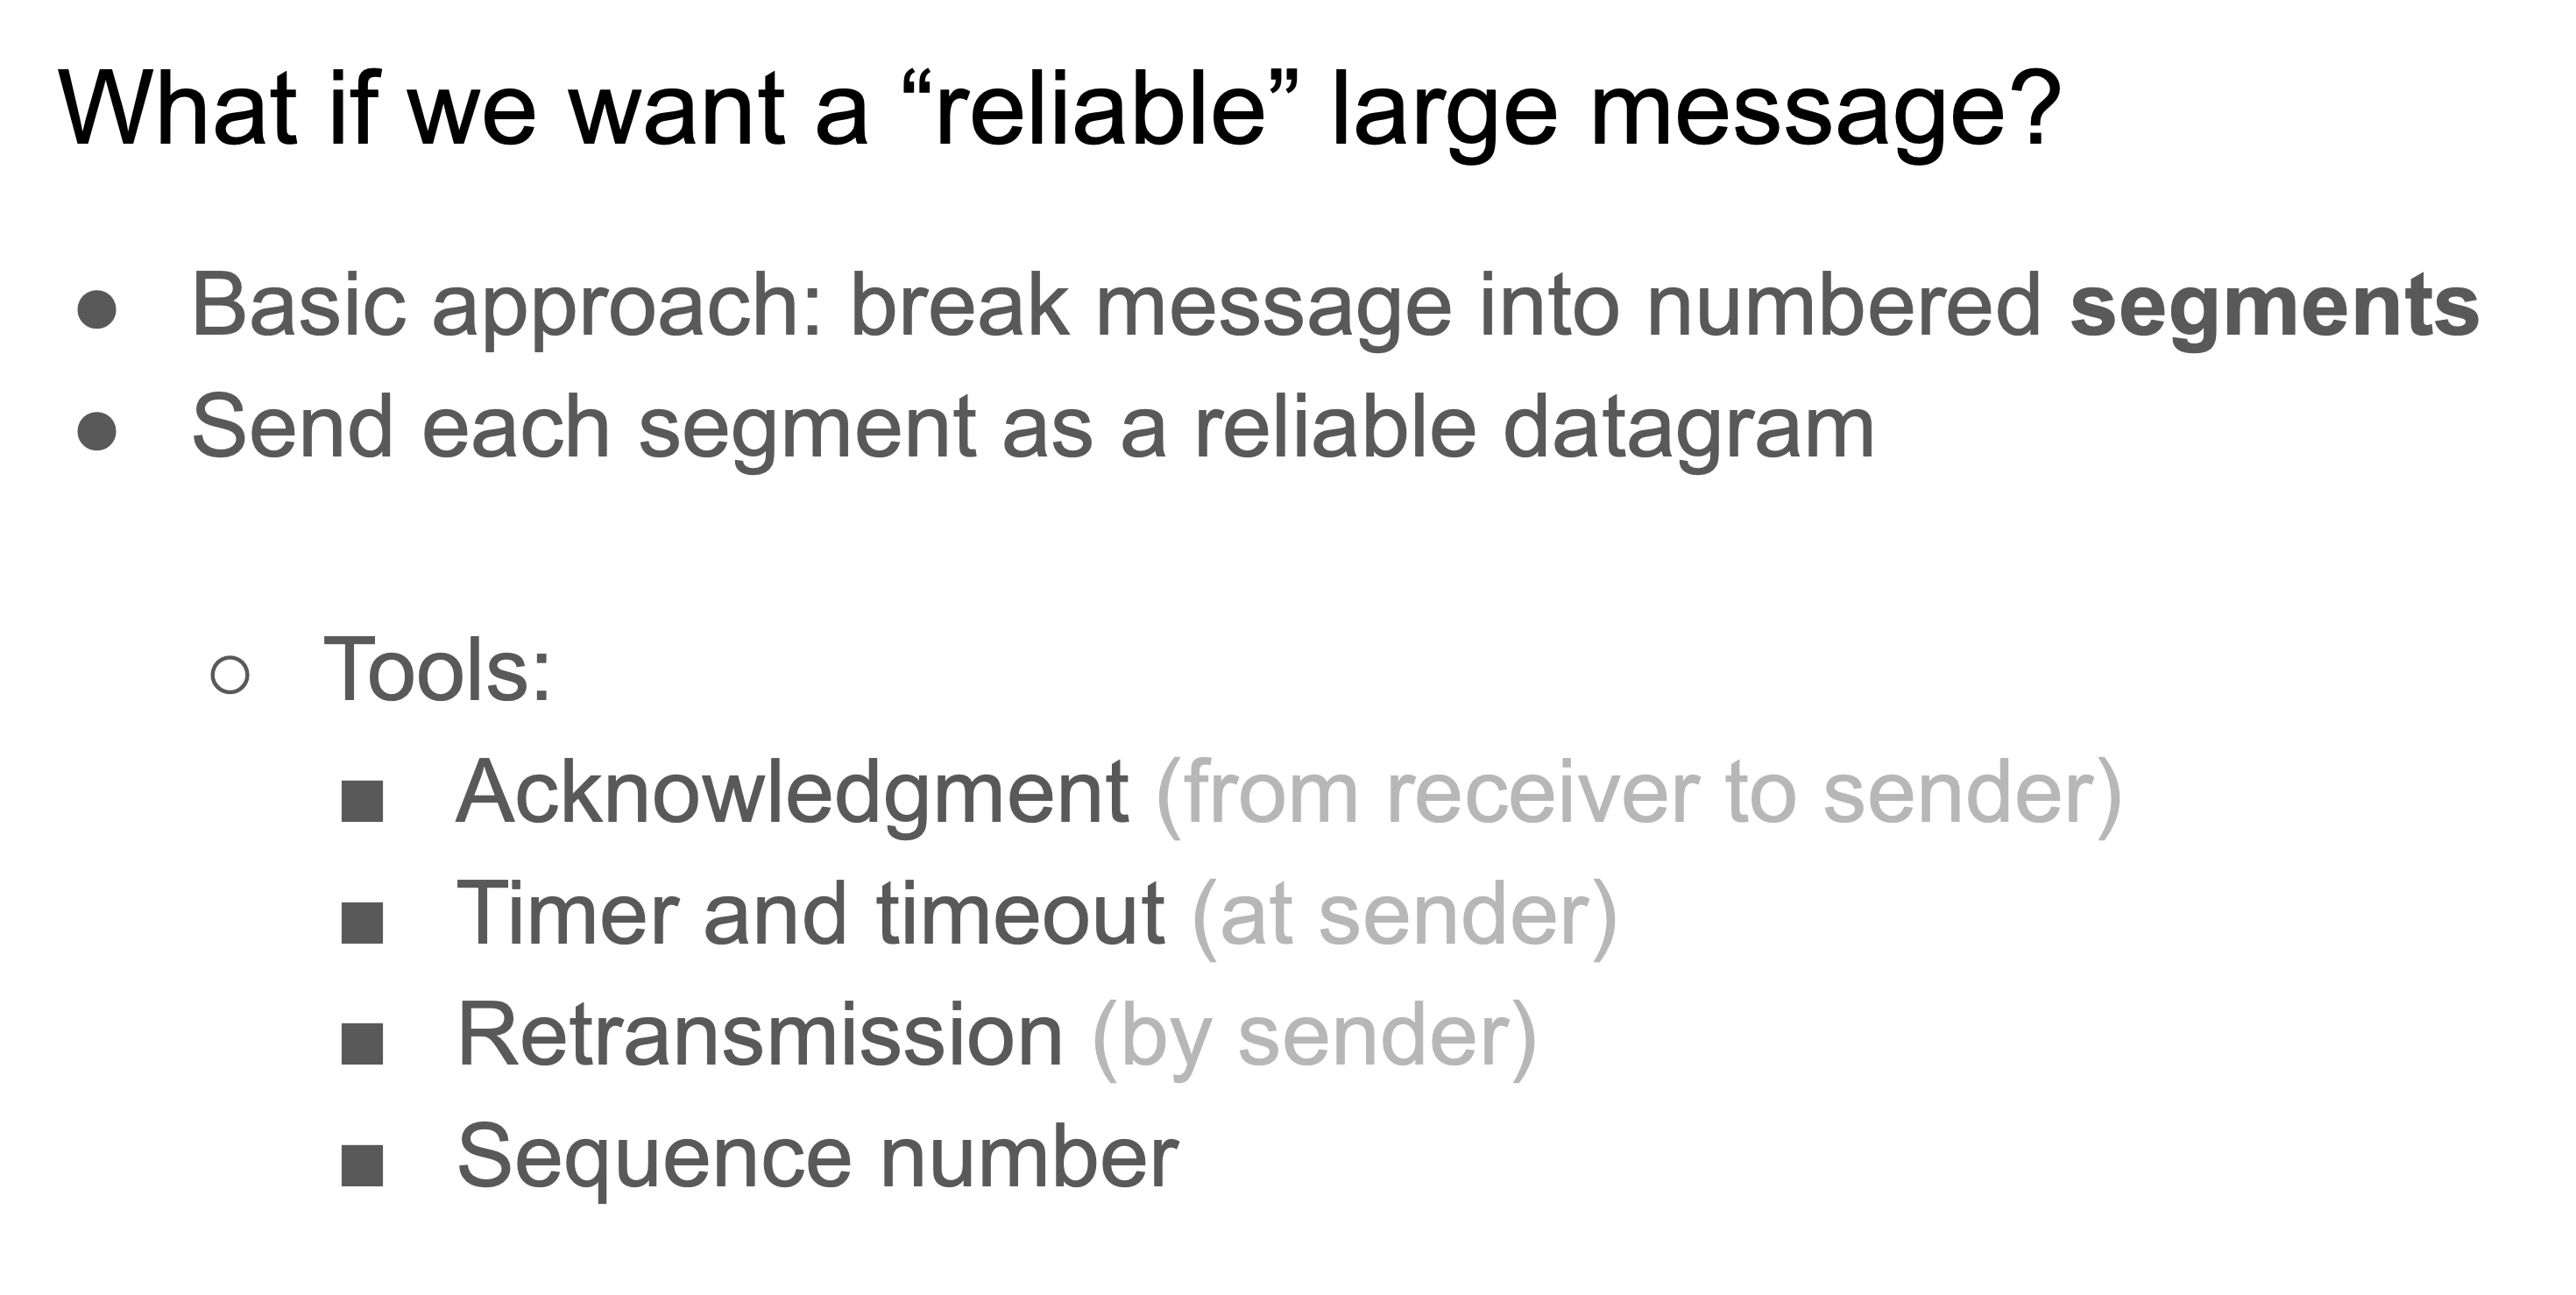 What if we want a “reliable” large message?
● Basic approach: break message into numbered segments
● Send each segment as a reliable datagram
○ Tools:
■ Acknowledgment (from receiver to sender)
■ Timer and timeout (at sender)
■ Retransmission (by sender)
■ Sequence number